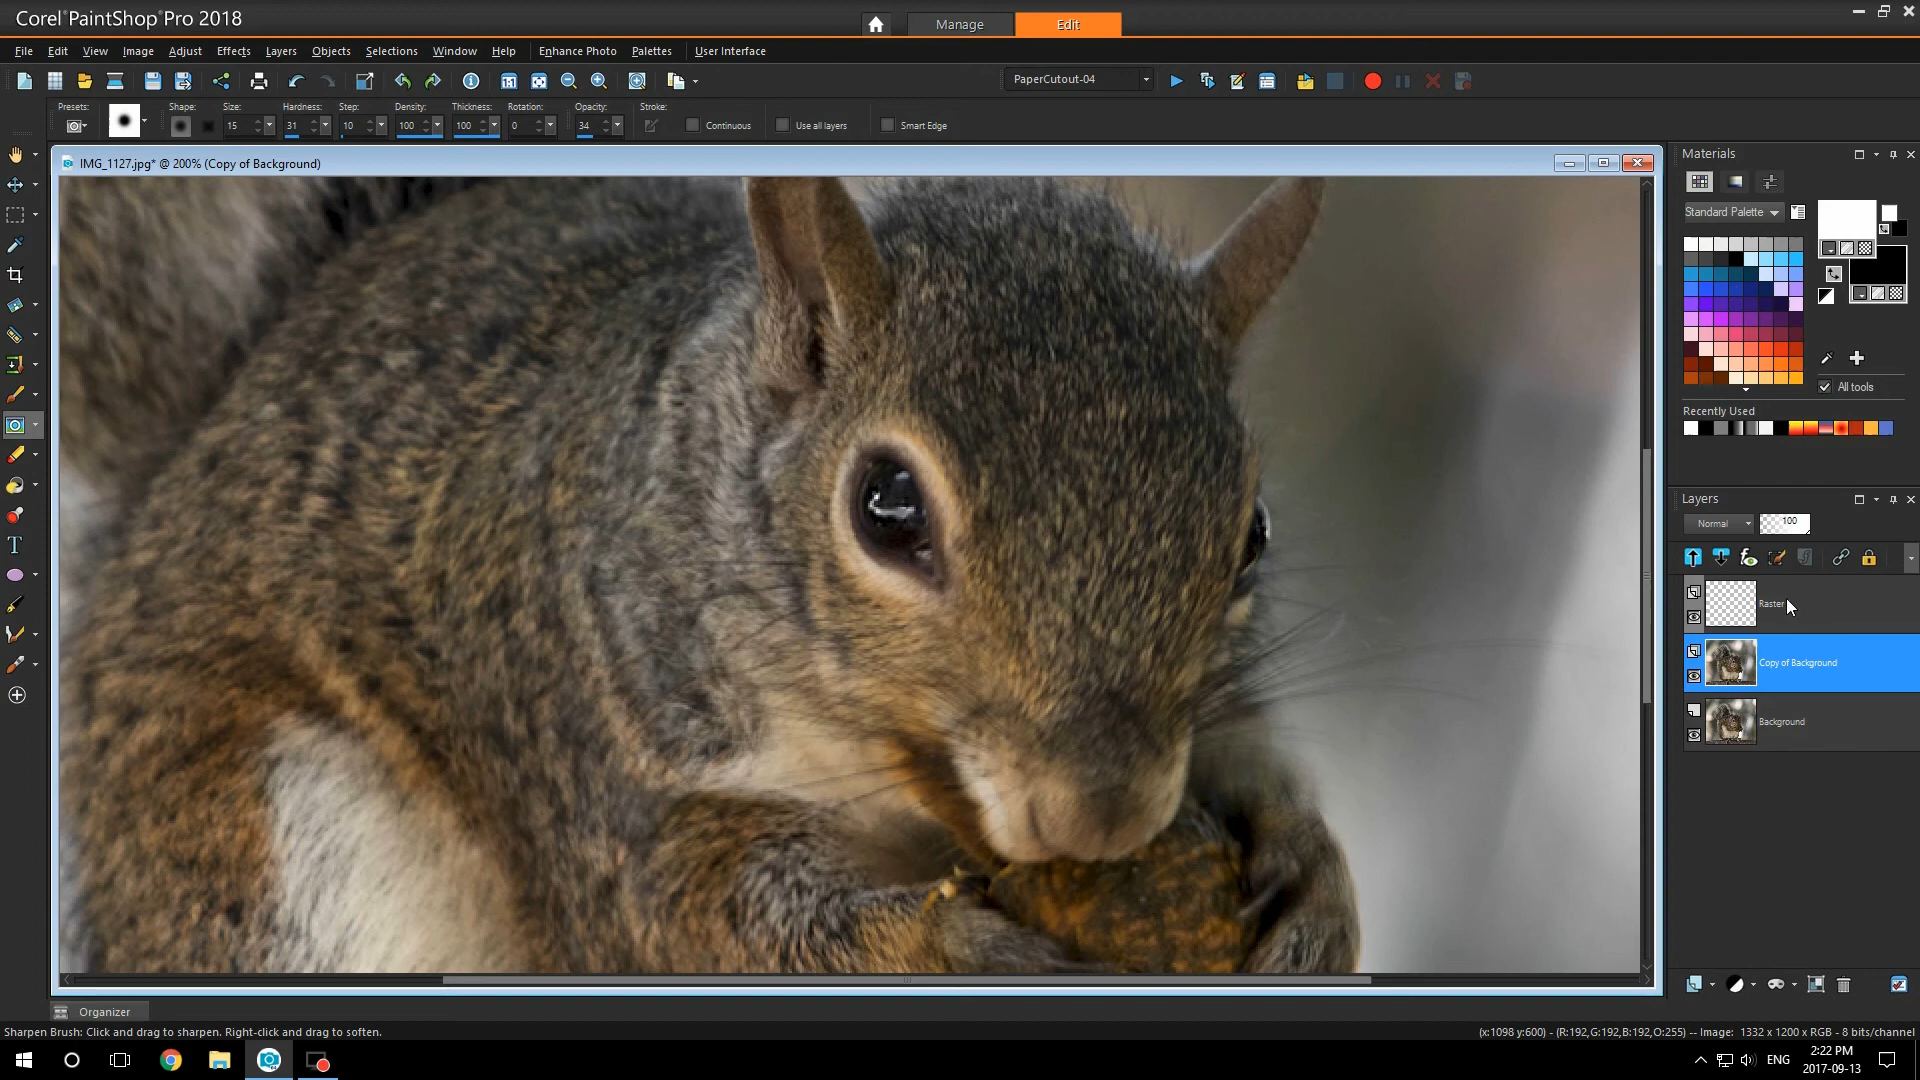 Corel PaintShop Pro 2018
Manage
Edit
File Edit View Image Adjust Effects Layers Objects Selections Window Help Enhance Photo Palettes User Interface
PaperCutout-04
Presets: Shape: Size: Hardness: Step: Density: Thickness: Rotation: Opacity: Stroke:
15 31 10 100 100 0 34 Continuous Use all layers Smart Edge
IMG_1127.jpg* @ 200% (Copy of Background)
Materials
Standard Palette
All tools
Recently Used
Layers
Normal 100
Raster
Copy of Background
Background
Organizer
Sharpen Brush: Click and drag to sharpen. Right-click and drag to soften.
(x:1098 y:600) - (R:192,G:192,B:192,O:255) -- Image: 1332 x 1200 x RGB - 8 bits/channel
ENG
2:22 PM
2017-09-13